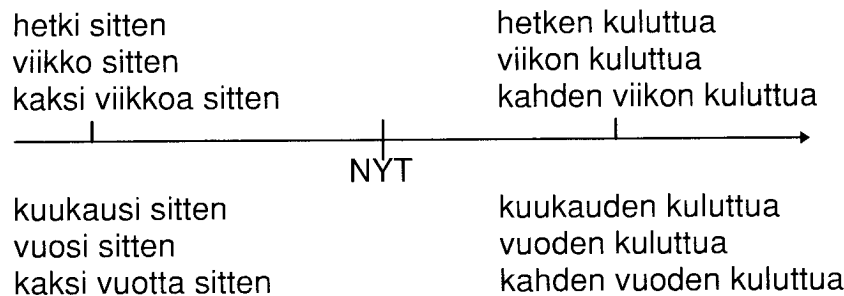 hetki sitten
viikko sitten
kaksi viikkoa sitten
hetken kuluttua
viikon kuluttua
kahden viikon kuluttua
NYT
kuukausi sitten
vuosi sitten
kaksi vuotta sitten
kuukauden kuluttua
vuoden kuluttua
kahden vuoden kuluttua